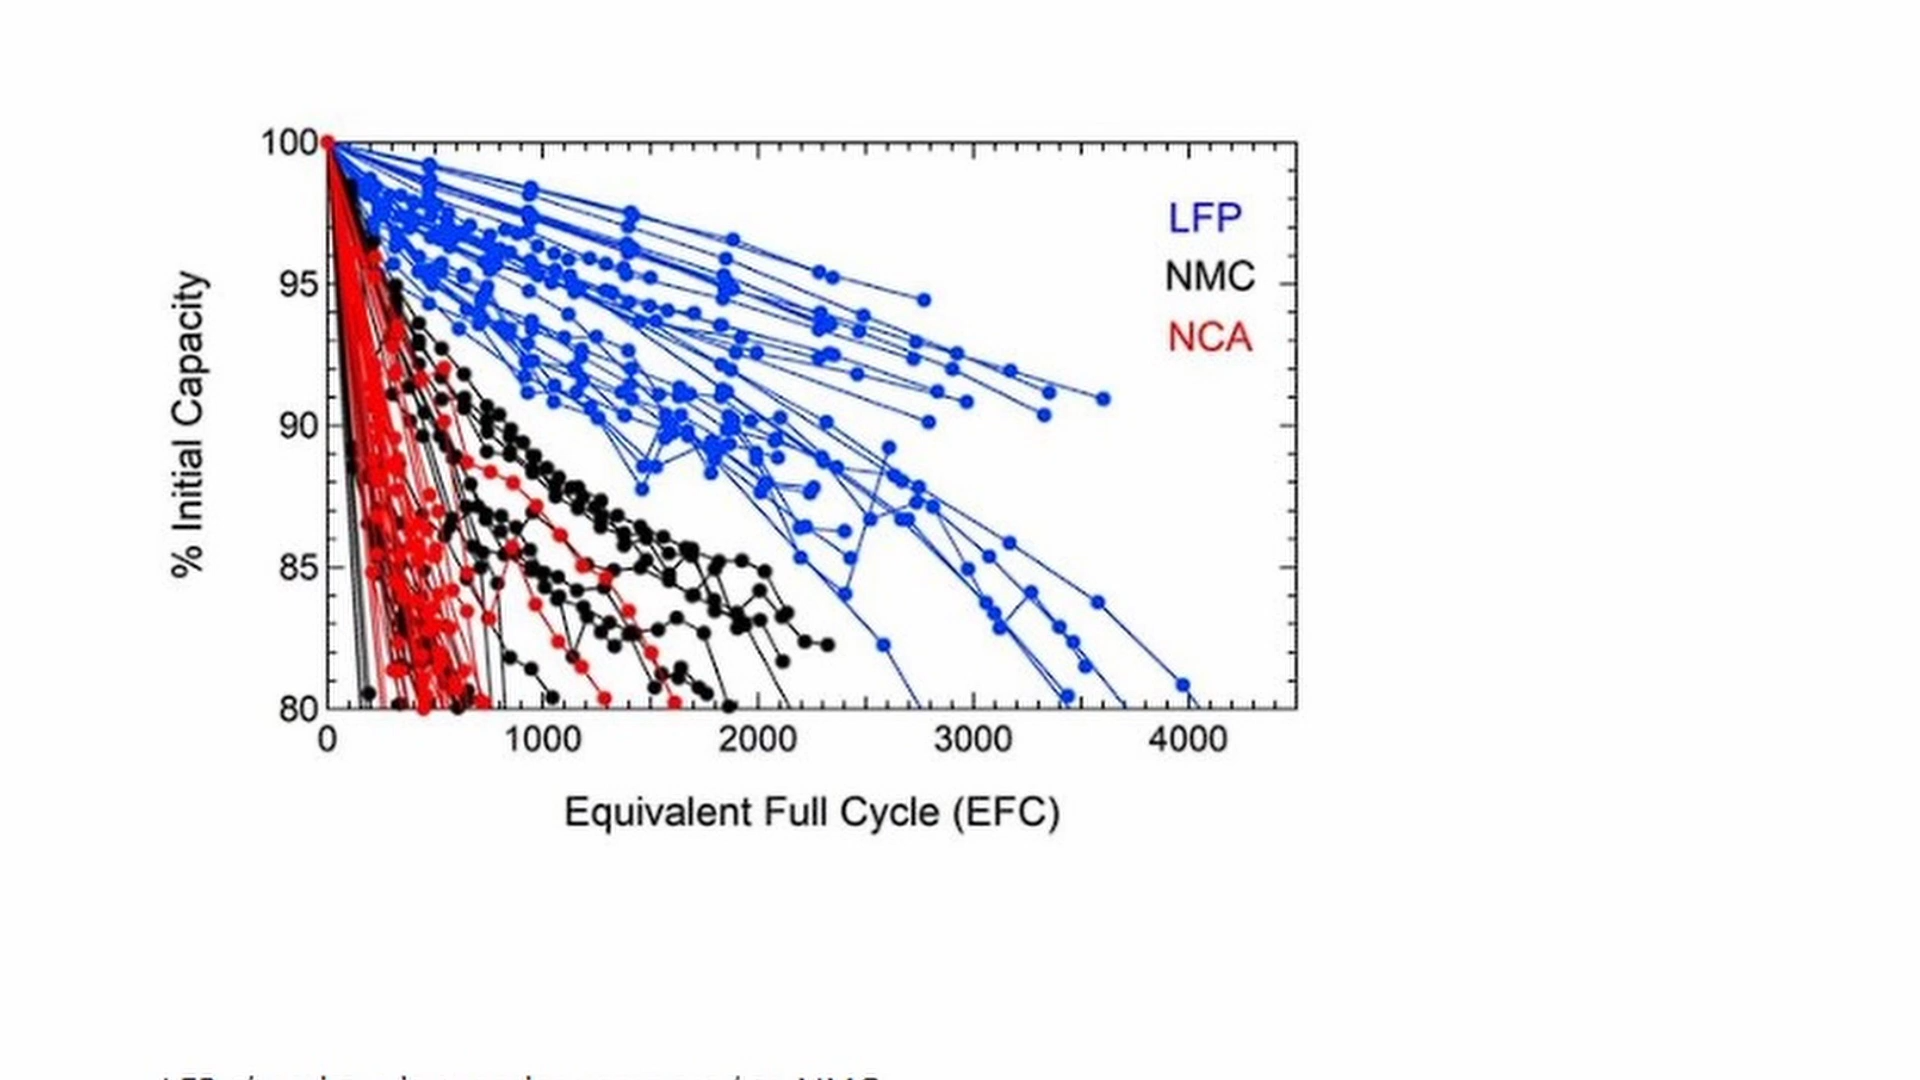 100
95
90
85
80
0 1000 2000 3000 4000
% Initial Capacity
Equivalent Full Cycle (EFC)
LFP
NMC
NCA